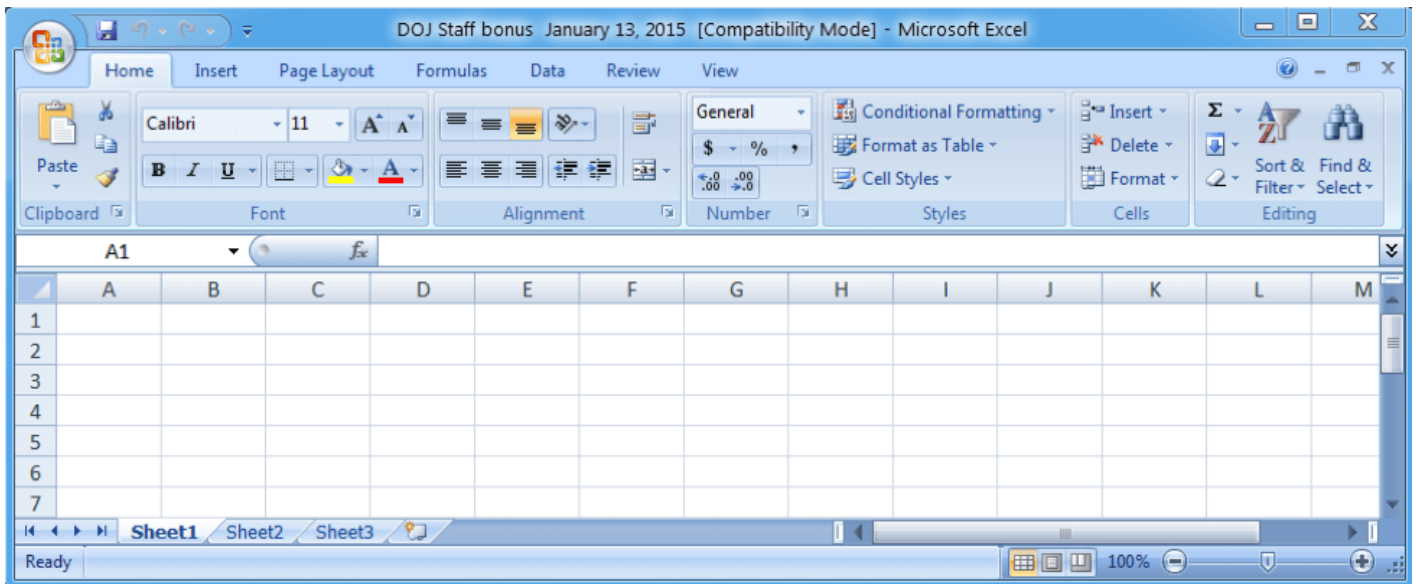 DOJ Staff bonus January 13, 2015 [Compatibility Mode] - Microsoft Excel
Home Insert Page Layout Formulas Data Review View
Paste
Clipboard
Calibri 11
B I U
Font
Alignment
General
$ % ,
Number
Conditional Formatting
Format as Table
Cell Styles
Styles
Insert
Delete
Format
Cells
Σ
Sort & Filter
Find & Select
Editing
A1 fx
A B C D E F G H I J K L M
1
2
3
4
5
6
7
Sheet1 Sheet2 Sheet3
Ready 100%